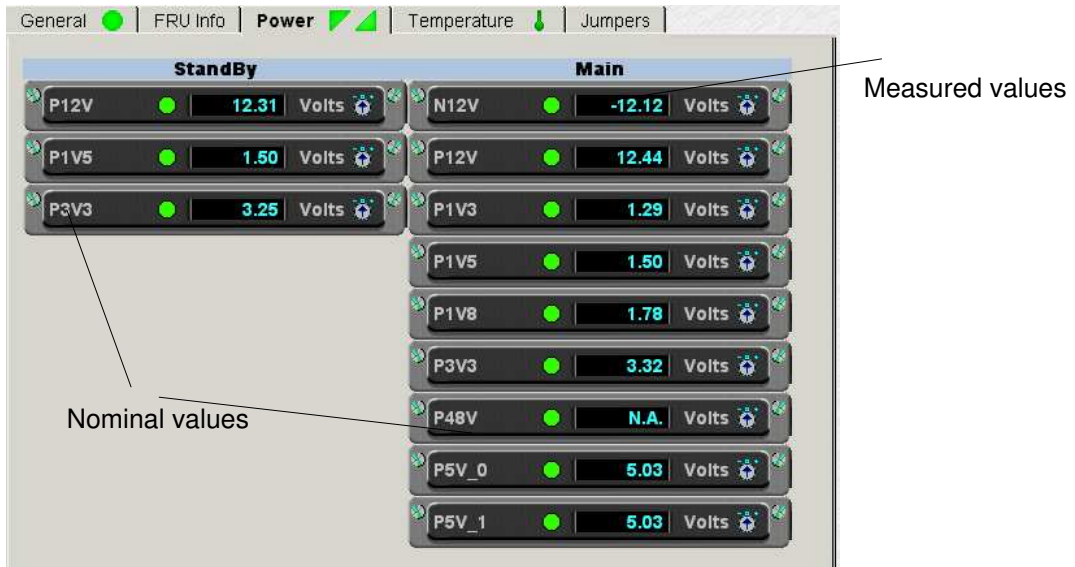 General FRU Info Power Temperature Jumpers
StandBy Main
P12V 12.31 Volts N12V -12.12 Volts
Measured values
P1V5 1.50 Volts P12V 12.44 Volts
P3V3 3.25 Volts P1V3 1.29 Volts
P1V5 1.50 Volts
P1V8 1.78 Volts
P3V3 3.32 Volts
Nominal values
P48V N.A. Volts
P5V_0 5.03 Volts
P5V_1 5.03 Volts